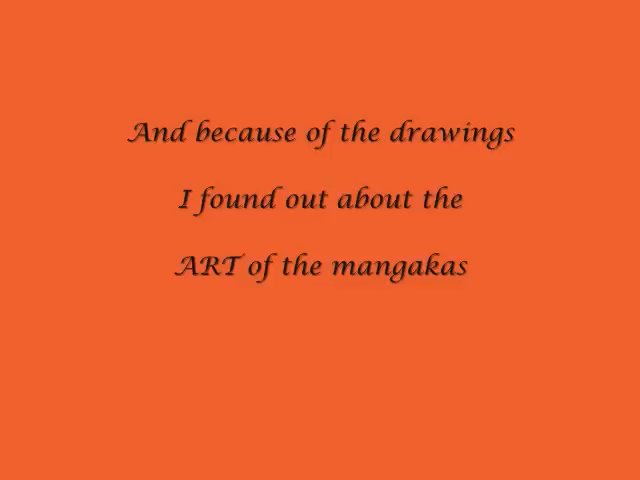 And because of the drawings
I found out about the
ART of the mangakas